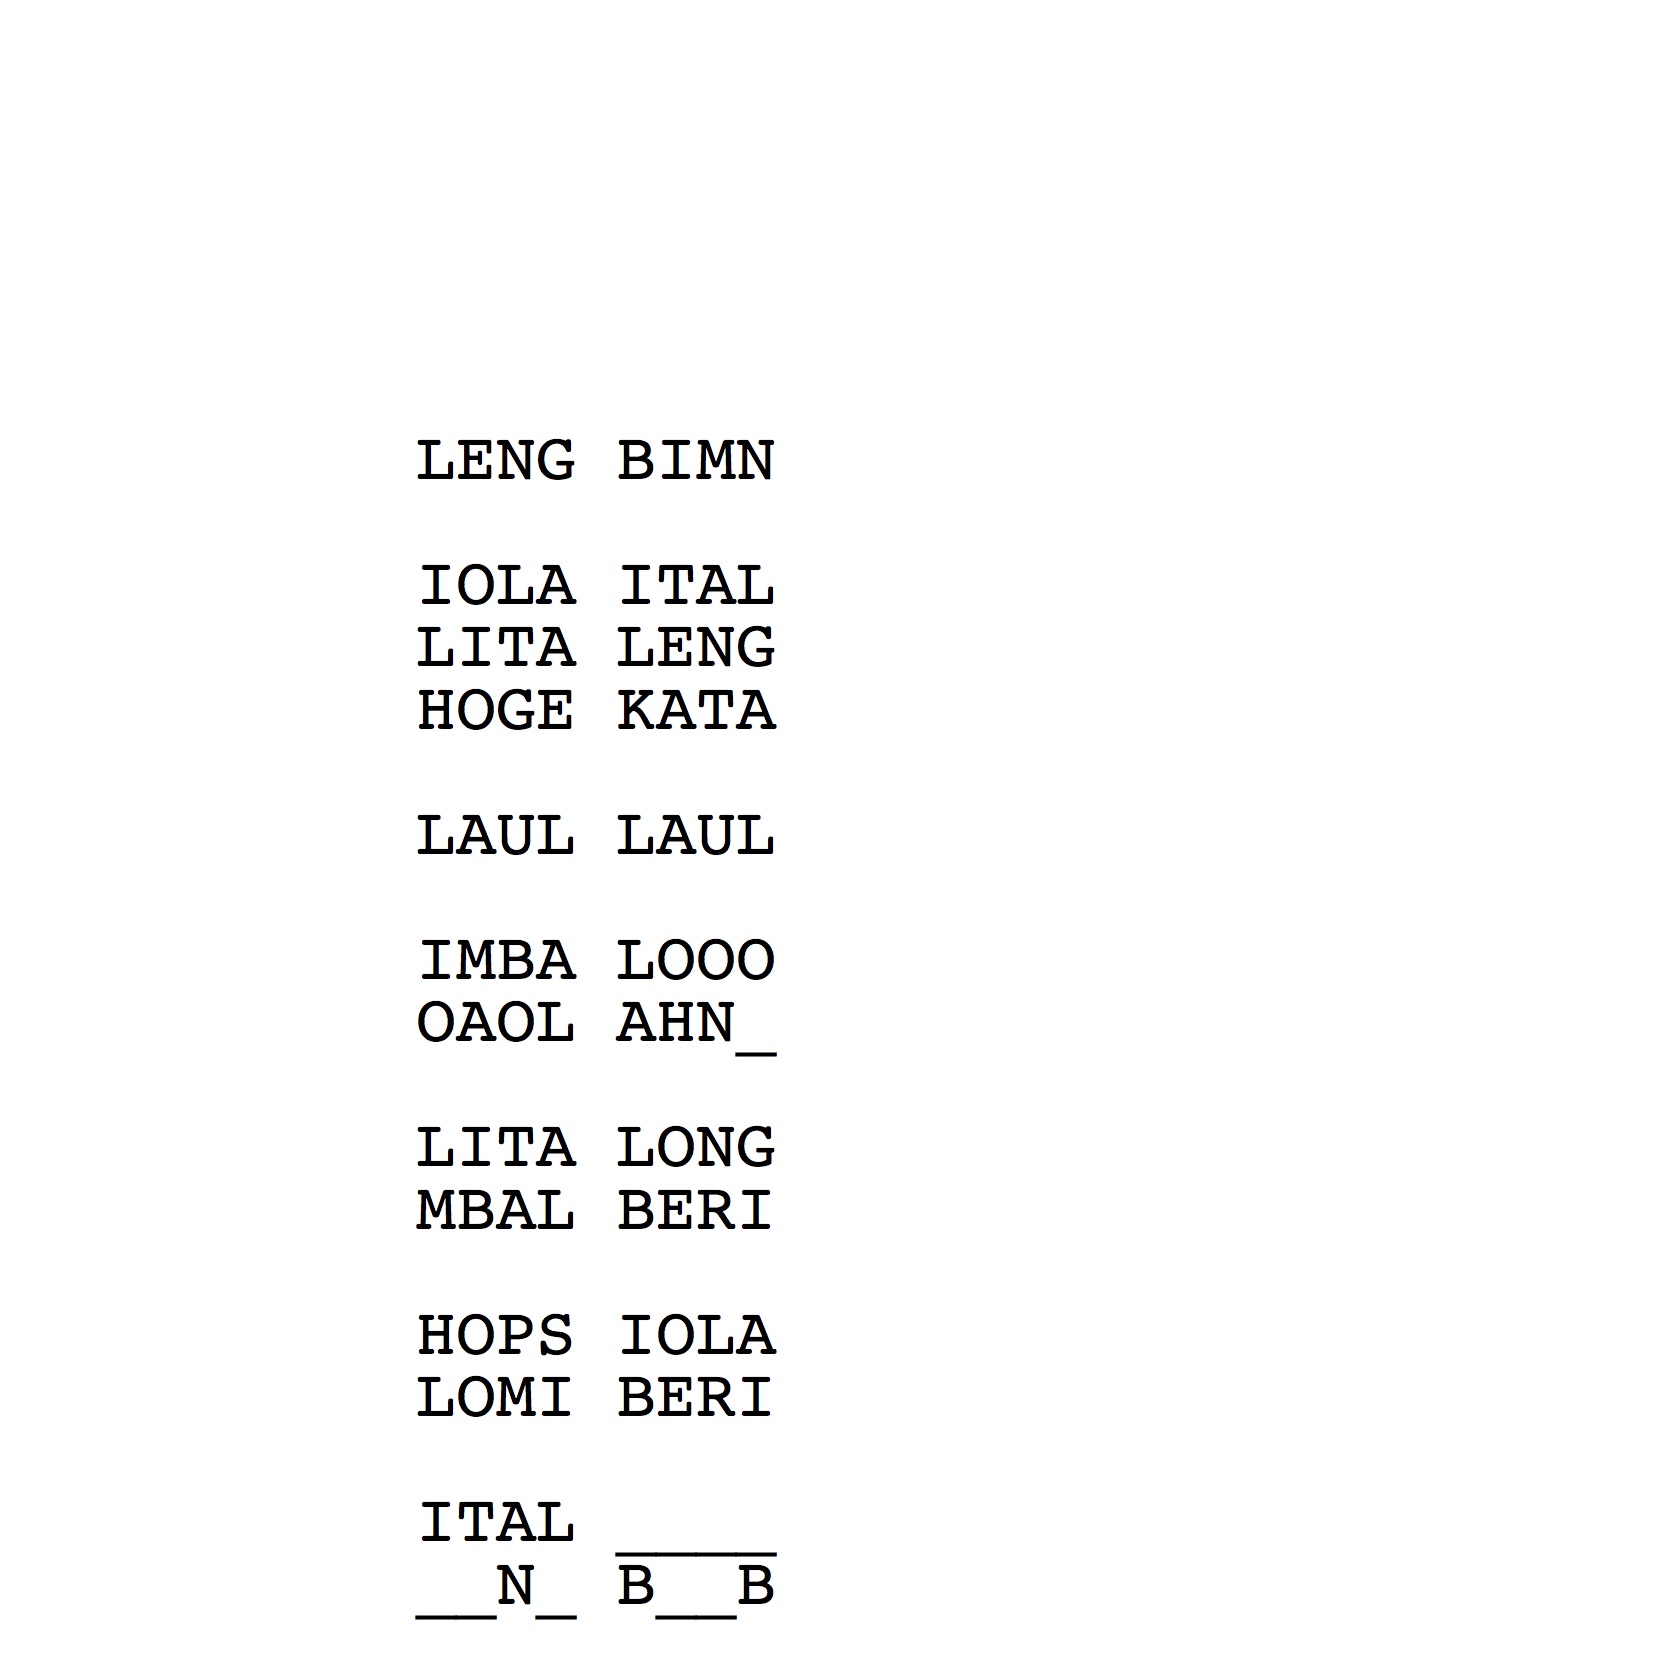 LENG BIMN
IOLA ITAL
LITA LENG
HOGE KATA
LAUL LAUL
IMBA LOOO
OAOL AHN_
LITA LONG
MBAL BERI
HOPS IOLA
LOMI BERI
ITAL ____
__N_ B__B